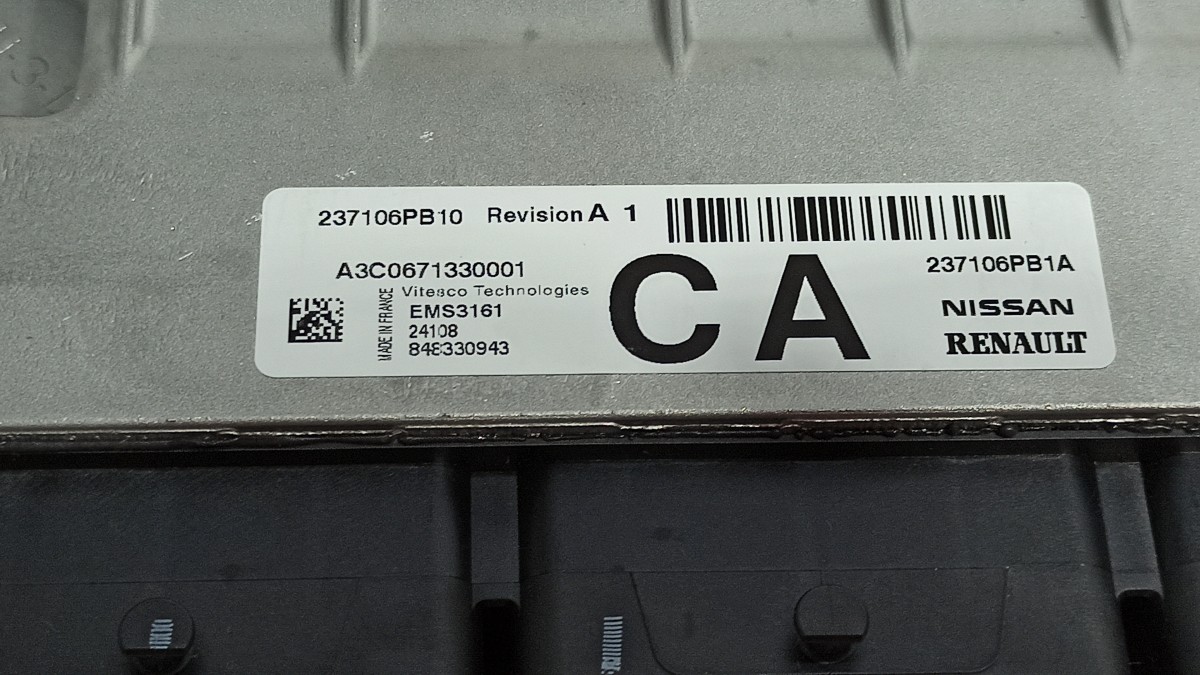 237106PB10 Revision A 1
A3C0671330001
237106PB1A
Vitesco Technologies
MADE IN FRANCE
EMS3161
24108
848330943
CA
NISSAN
RENAULT